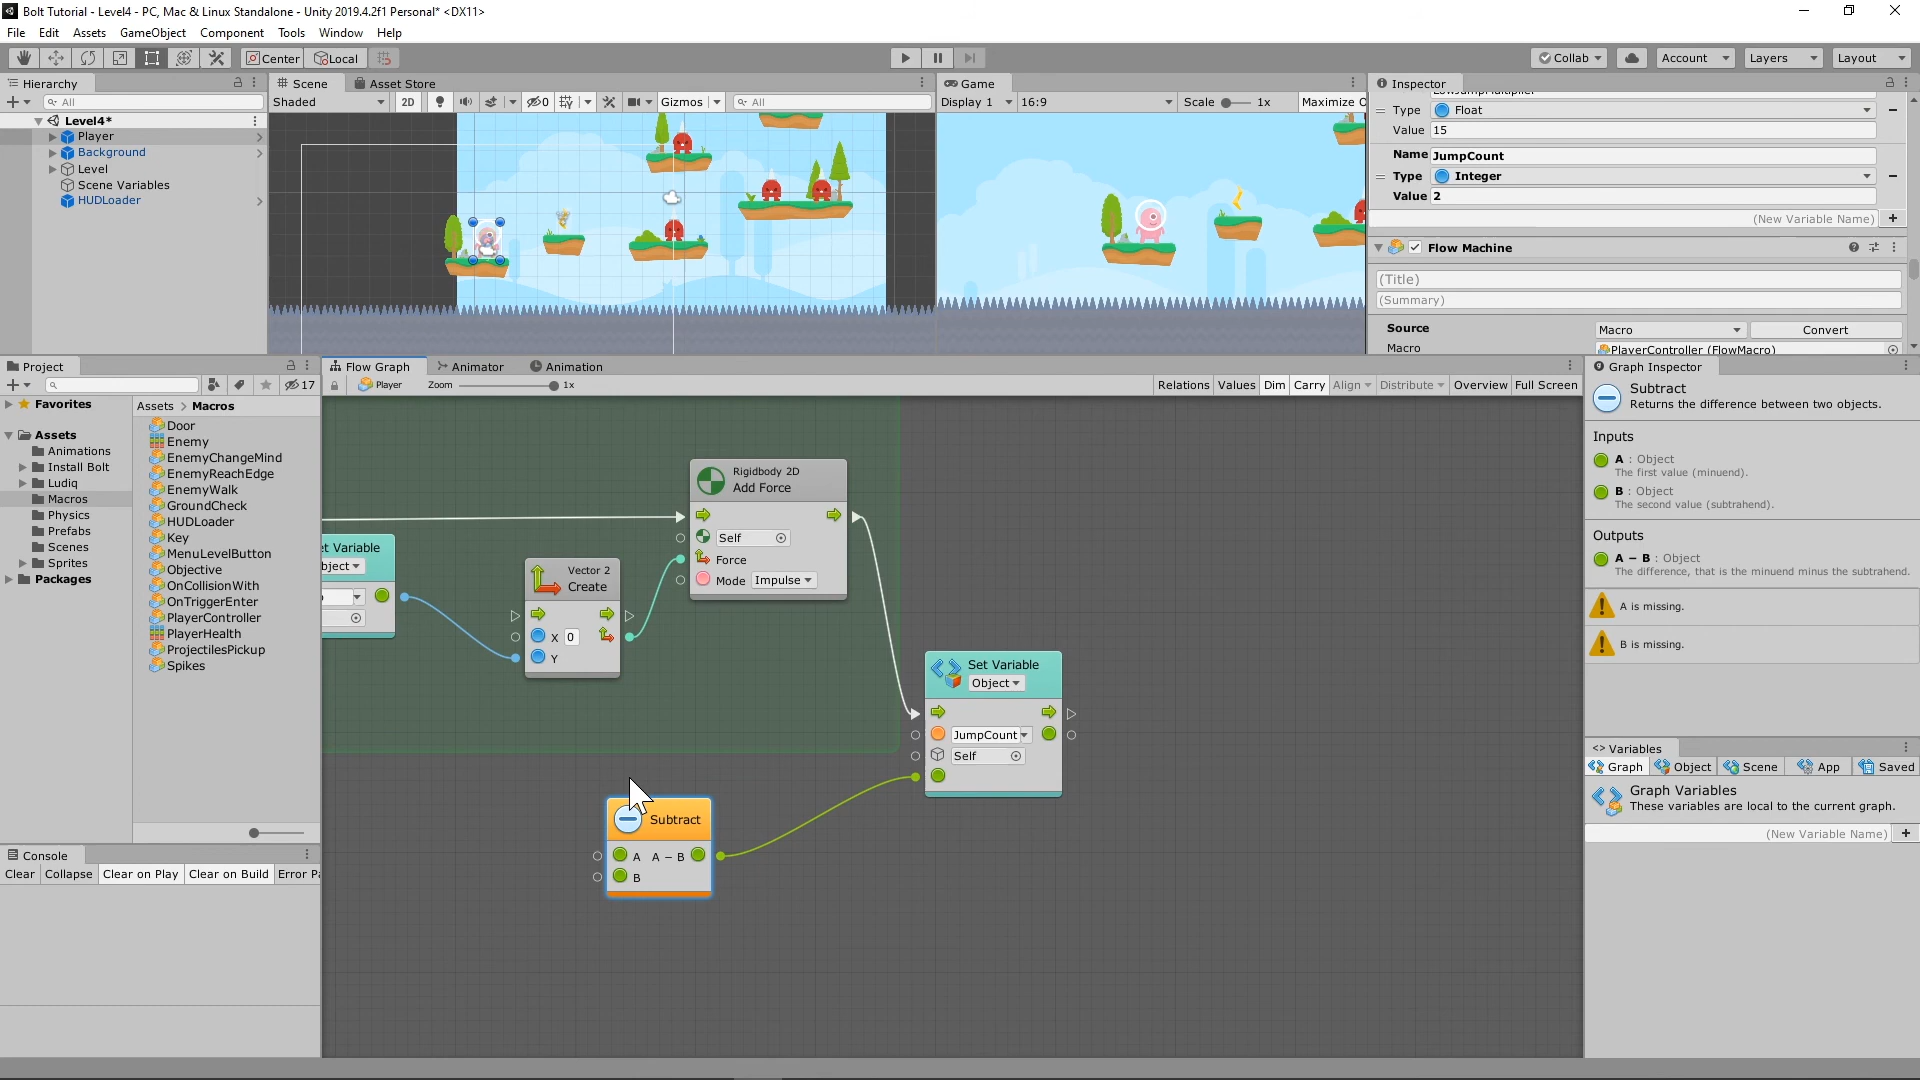 Bolt Tutorial - Level4 - PC, Mac & Linux Standalone - Unity 2019.4.2f1 Personal* <DX11>
File Edit Assets GameObject Component Tools Window Help
Center Local Collab Account Layers Layout
Hierarchy
All
Level4*
Player
Background
Level
Scene Variables
HUDLoader
Scene Asset Store
Shaded 2D 0 Gizmos All
Game
Display 1 16:9 Scale 1x Maximize O
Inspector
Type Float
Value 15
Name JumpCount
Type Integer
Value 2
(New Variable Name)
Flow Machine
(Title)
(Summary)
Source Macro Convert
Macro PlayerController (FlowMacro)
Project
17
Favorites
Assets
Animations
Install Bolt
Ludiq
Macros
Physics
Prefabs
Scenes
Sprites
Packages
Assets > Macros
Door
Enemy
EnemyChangeMind
EnemyReachEdge
EnemyWalk
GroundCheck
HUDLoader
Key
MenuLevelButton
Objective
OnCollisionWith
OnTriggerEnter
PlayerController
PlayerHealth
ProjectilesPickup
Spikes
Console
Clear Collapse Clear on Play Clear on Build Error P
Flow Graph Animator Animation
Player Zoom 1x Relations Values Dim Carry Align Distribute Overview Full Screen
et Variable
bject
Vector 2
Create
X 0
Y
Rigidbody 2D
Add Force
Self
Force
Mode Impulse
Set Variable
Object
JumpCount
Self
Subtract
A A − B
B
Graph Inspector
Subtract
Returns the difference between two objects.
Inputs
A : Object
The first value (minuend).
B : Object
The second value (subtrahend).
Outputs
A − B : Object
The difference, that is the minuend minus the subtrahend.
A is missing.
B is missing.
Variables
Graph Object Scene App Saved
Graph Variables
These variables are local to the current graph.
(New Variable Name)